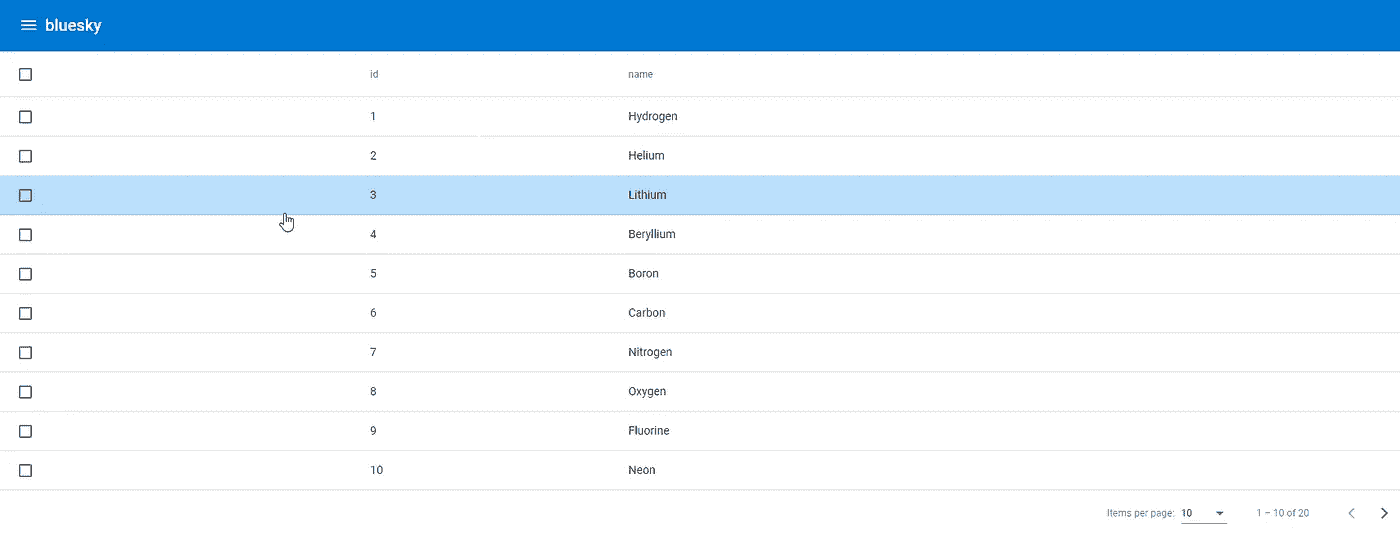 bluesky
id name
1 Hydrogen
2 Helium
3 Lithium
4 Beryllium
5 Boron
6 Carbon
7 Nitrogen
8 Oxygen
9 Fluorine
10 Neon
Items per page: 10 1 – 10 of 20